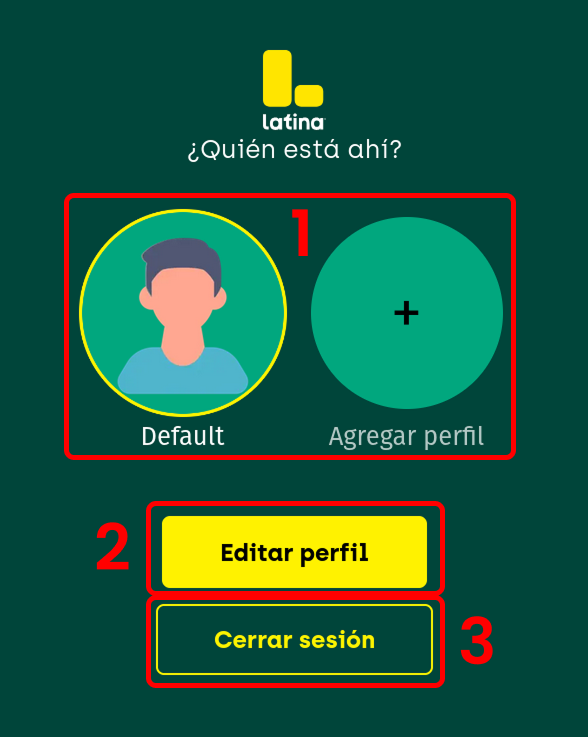 latina
¿Quién está ahí?
1
Default
Agregar perfil
2
Editar perfil
Cerrar sesión
3